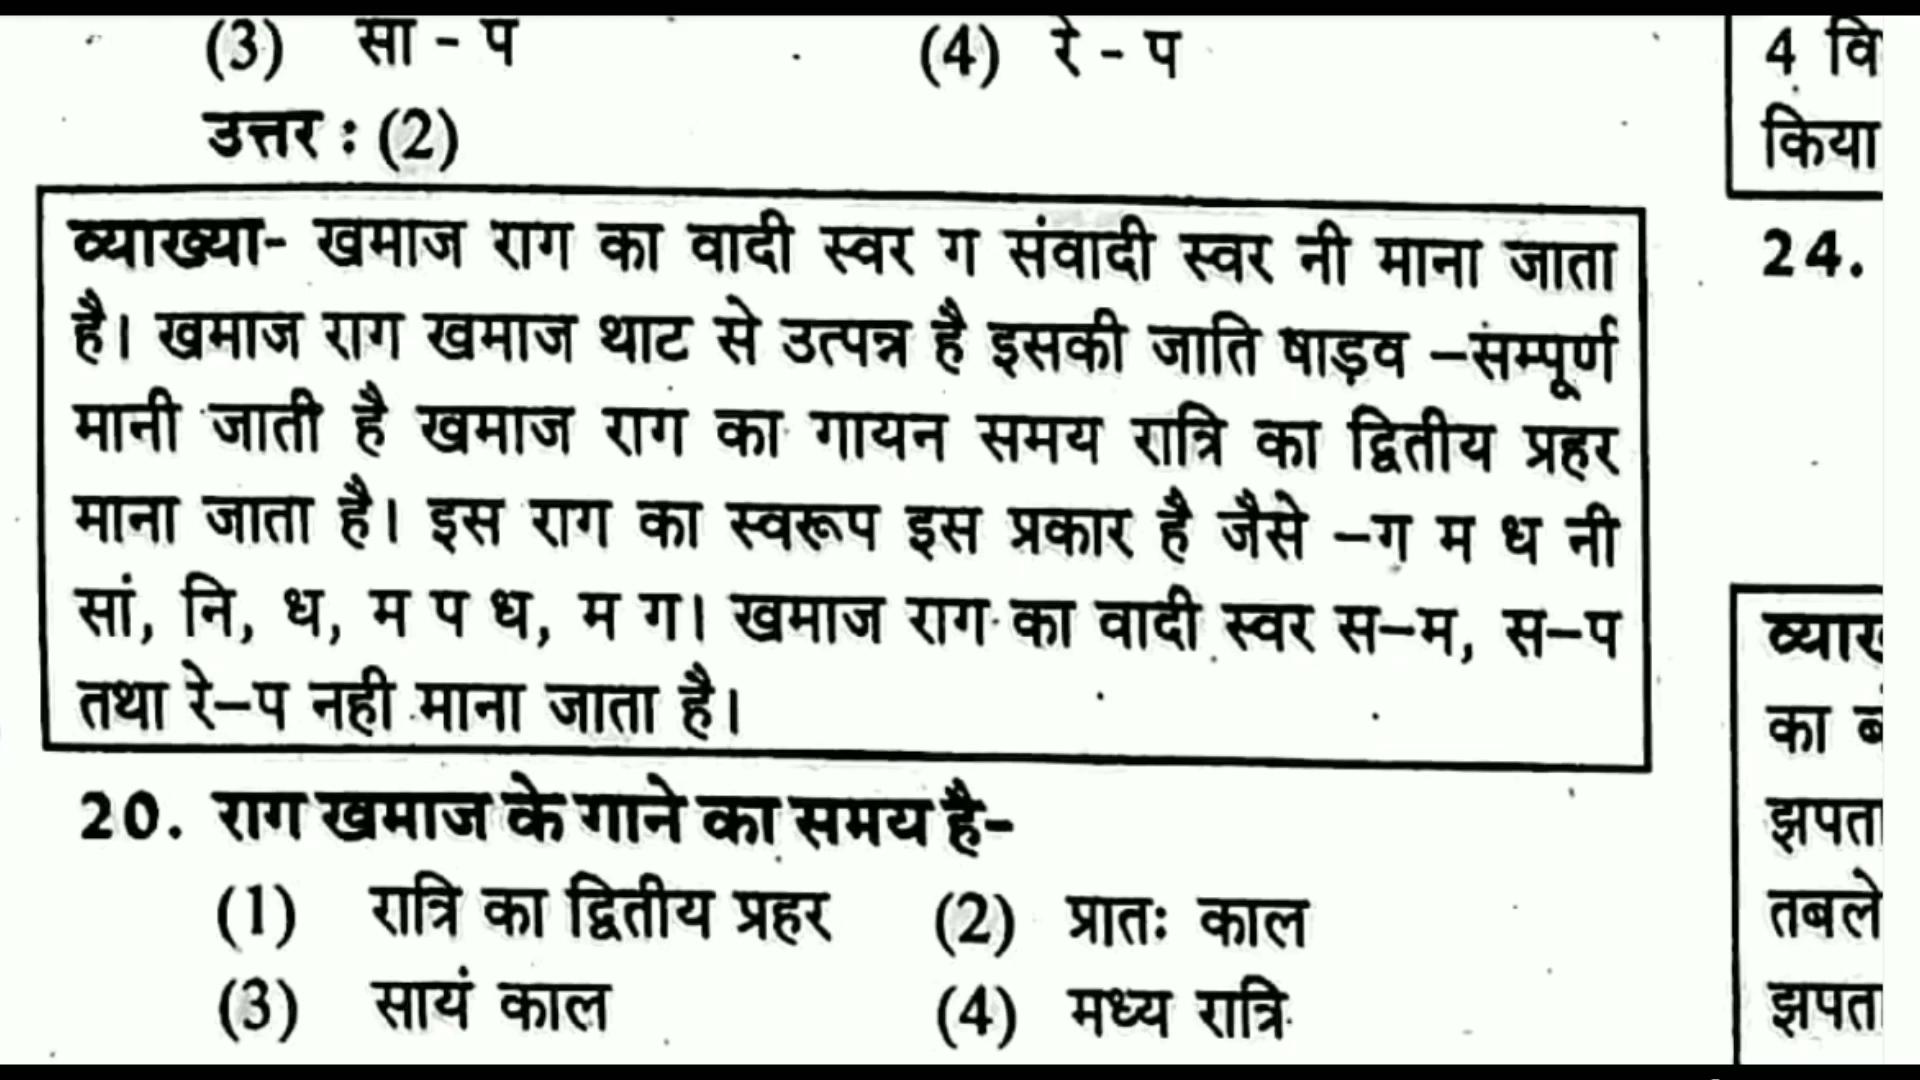 (3) सा - प (4) रे - प
उत्तर : (2)
व्याख्या- खमाज राग का वादी स्वर ग संवादी स्वर नी माना जाता
है। खमाज राग खमाज थाट से उत्पन्न है इसकी जाति षाड़व –सम्पूर्ण
मानी जाती है खमाज राग का गायन समय रात्रि का द्वितीय प्रहर
माना जाता है। इस राग का स्वरूप इस प्रकार है जैसे –ग म ध नी
सां, नि, ध, म प ध, म ग। खमाज राग का वादी स्वर स–म, स–प
तथा रे–प नही माना जाता है।
20. राग खमाज के गाने का समय है-
(1) रात्रि का द्वितीय प्रहर (2) प्रातः काल
(3) सायं काल (4) मध्य रात्रि
4 वि
किया
24.
का
तबले